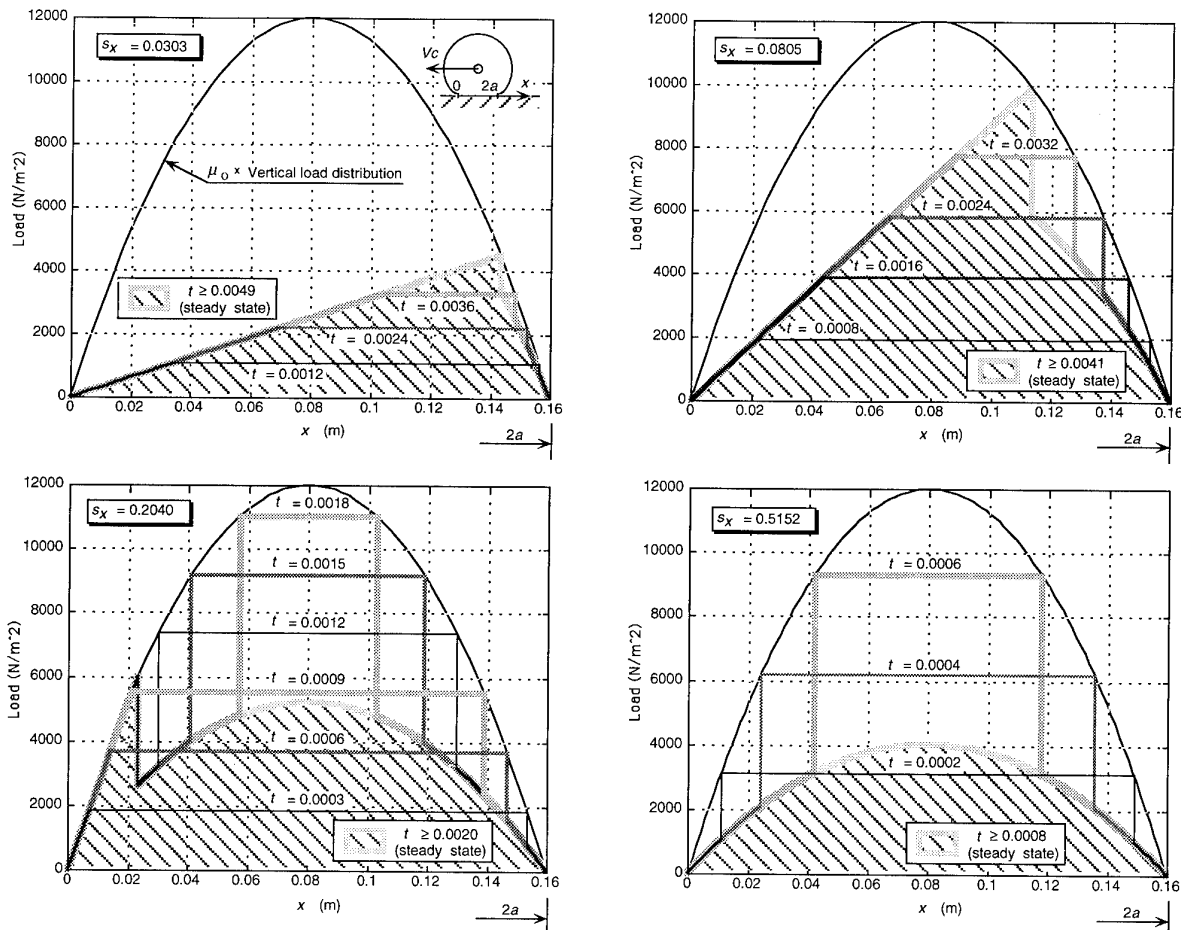 12000
10000
8000
6000
4000
2000
0
Load (N/m^2)
sx = 0.0303
Vc
0 2a x
μo x Vertical load distribution
t ≥ 0.0049
(steady state)
t = 0.0036
t = 0.0024
t = 0.0012
0 0.02 0.04 0.06 0.08 0.1 0.12 0.14 0.16
x (m)
2a
12000
10000
8000
6000
4000
2000
0
Load (N/m^2)
sx = 0.0805
t = 0.0032
t = 0.0024
t = 0.0016
t = 0.0008
t ≥ 0.0041
(steady state)
0 0.02 0.04 0.06 0.08 0.1 0.12 0.14 0.16
x (m)
2a
12000
10000
8000
6000
4000
2000
0
Load (N/m^2)
sx = 0.2040
t = 0.0018
t = 0.0015
t = 0.0012
t = 0.0009
t = 0.0006
t = 0.0003
t ≥ 0.0020
(steady state)
0 0.02 0.04 0.06 0.08 0.1 0.12 0.14 0.16
x (m)
2a
12000
10000
8000
6000
4000
2000
0
Load (N/m^2)
sx = 0.5152
t = 0.0006
t = 0.0004
t = 0.0002
t ≥ 0.0008
(steady state)
0 0.02 0.04 0.06 0.08 0.1 0.12 0.14 0.16
x (m)
2a